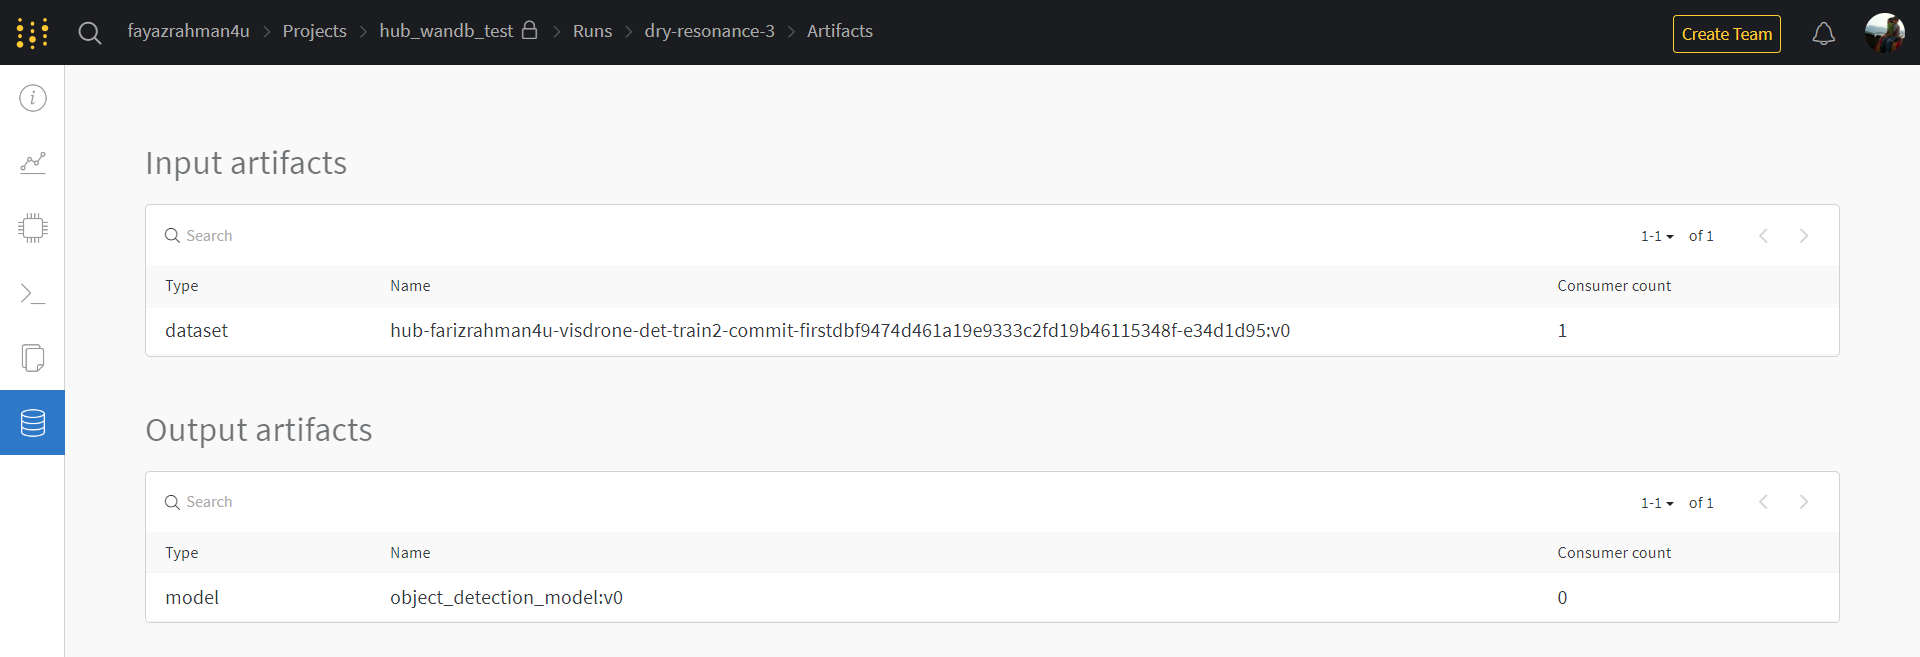 fayazrahman4u > Projects > hub_wandb_test > Runs > dry-resonance-3 > Artifacts
Create Team
Input artifacts
Search
1-1 of 1
Type Name Consumer count
dataset hub-farizrahman4u-visdrone-det-train2-commit-firstdbf9474d461a19e9333c2fd19b46115348f-e34d1d95:v0 1
Output artifacts
Search
1-1 of 1
Type Name Consumer count
model object_detection_model:v0 0